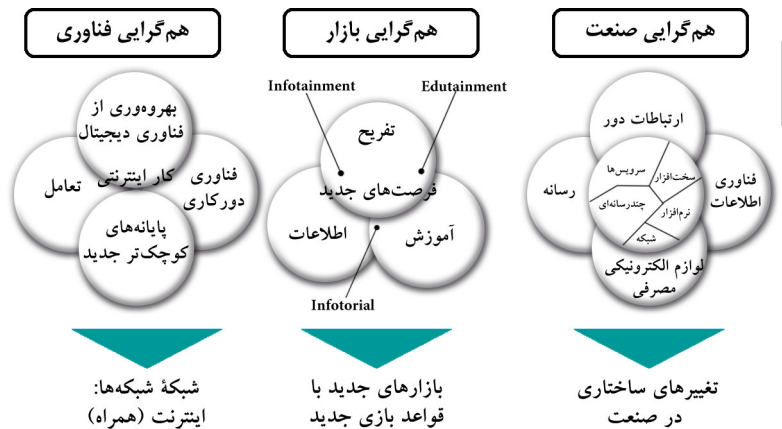 هم‌گرایی صنعت
ارتباطات دور
رسانه
فناوری
اطلاعات
سرویس‌ها
سخت‌افزار
چندرسانه‌ای
نرم‌افزار
شبکه
لوازم الکترونیکی
مصرفی
تغییرهای ساختاری
در صنعت
هم‌گرایی بازار
Infotainment
Edutainment
تفریح
فرصت‌های جدید
آموزش
اطلاعات
Infotorial
بازارهای جدید با
قواعد بازی جدید
هم‌گرایی فناوری
بهروه‌وری از
فناوری دیجیتال
فناوری
دورکاری
کار اینترنتی
تعامل
پایانه‌های
کوچک‌تر جدید
شبکهٔ شبکه‌ها:
اینترنت (همراه)